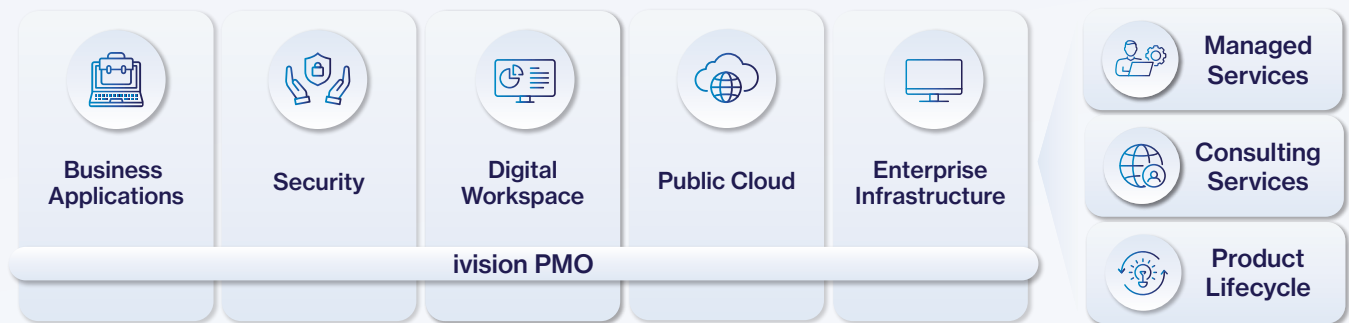 Business
Applications
Security
Digital
Workspace
Public Cloud
Enterprise
Infrastructure
ivision PMO
Managed
Services
Consulting
Services
Product
Lifecycle